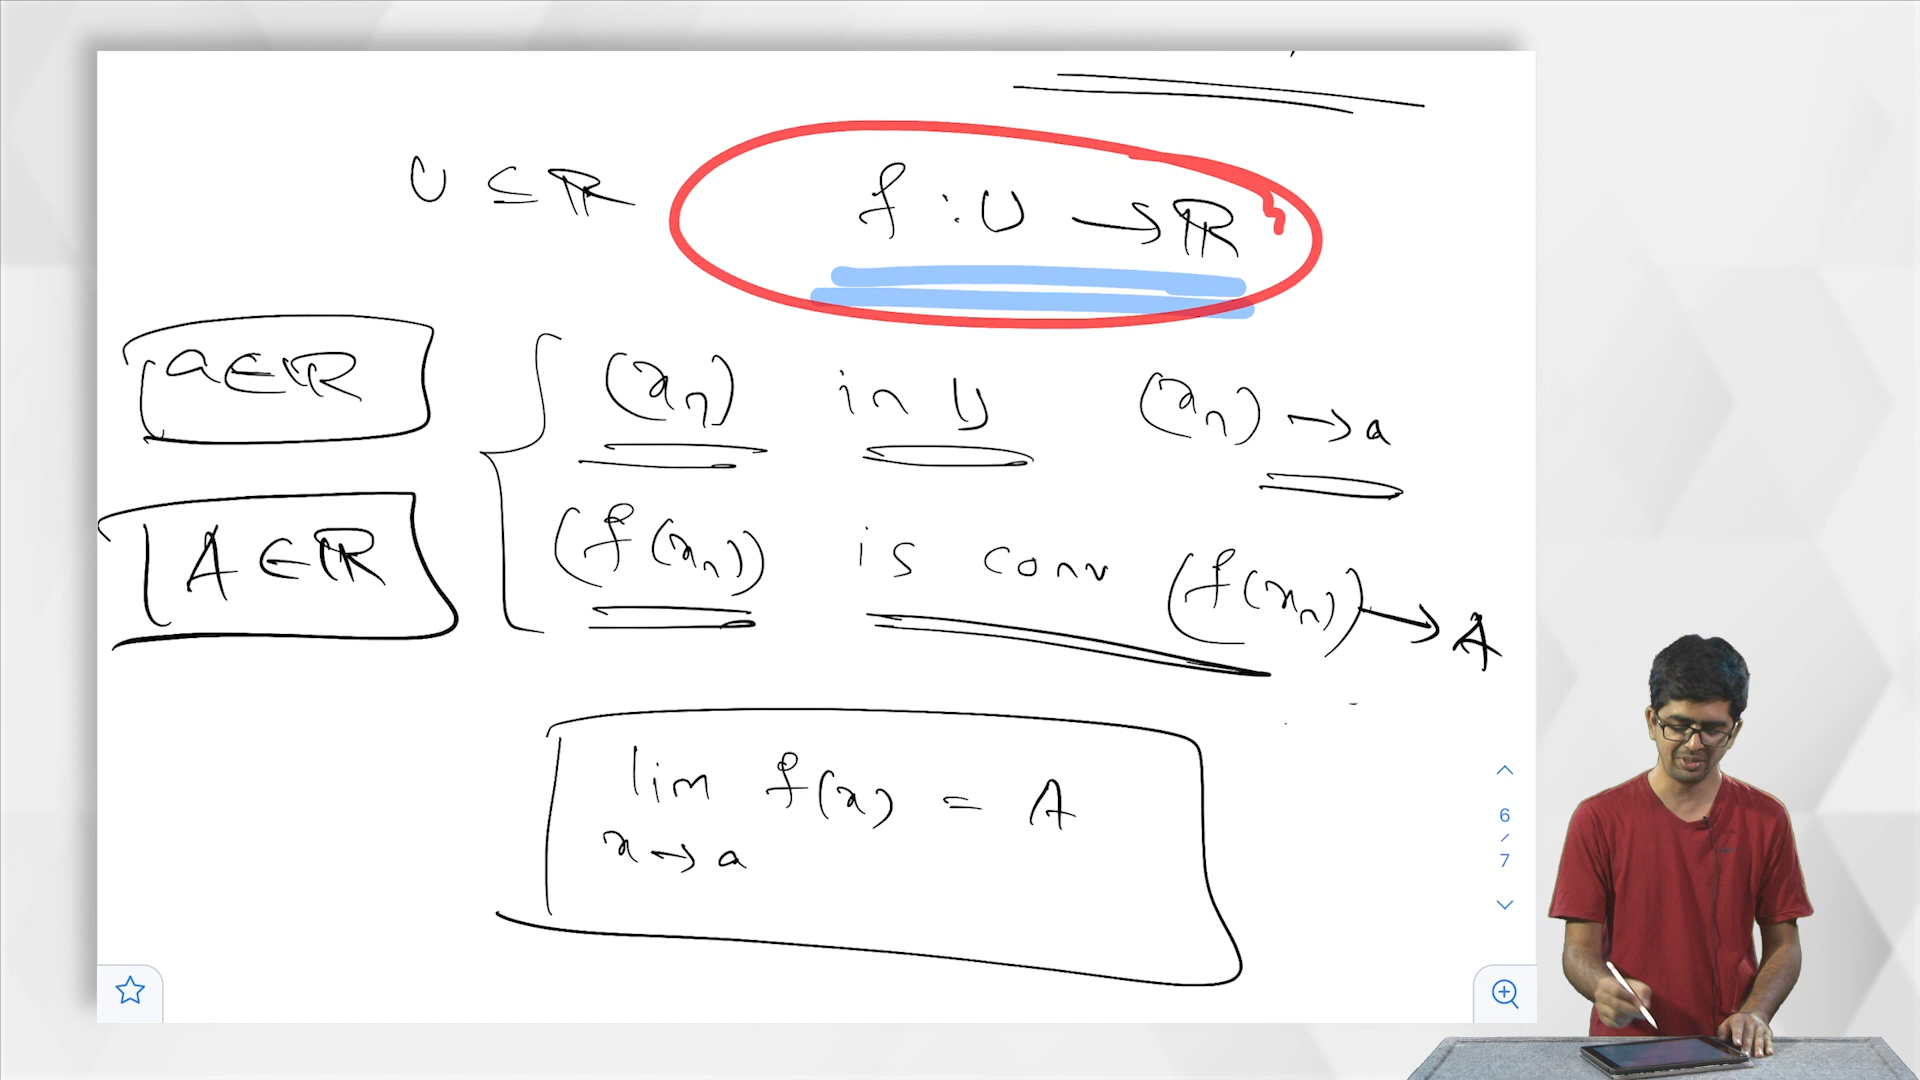 U ⊆ ℝ f : U → ℝ
a ∈ ℝ
(xₙ) in U (xₙ) → a
A ∈ ℝ
(f(xₙ)) is conv (f(xₙ)) → A
lim f(x) = A
x → a
6
/
7